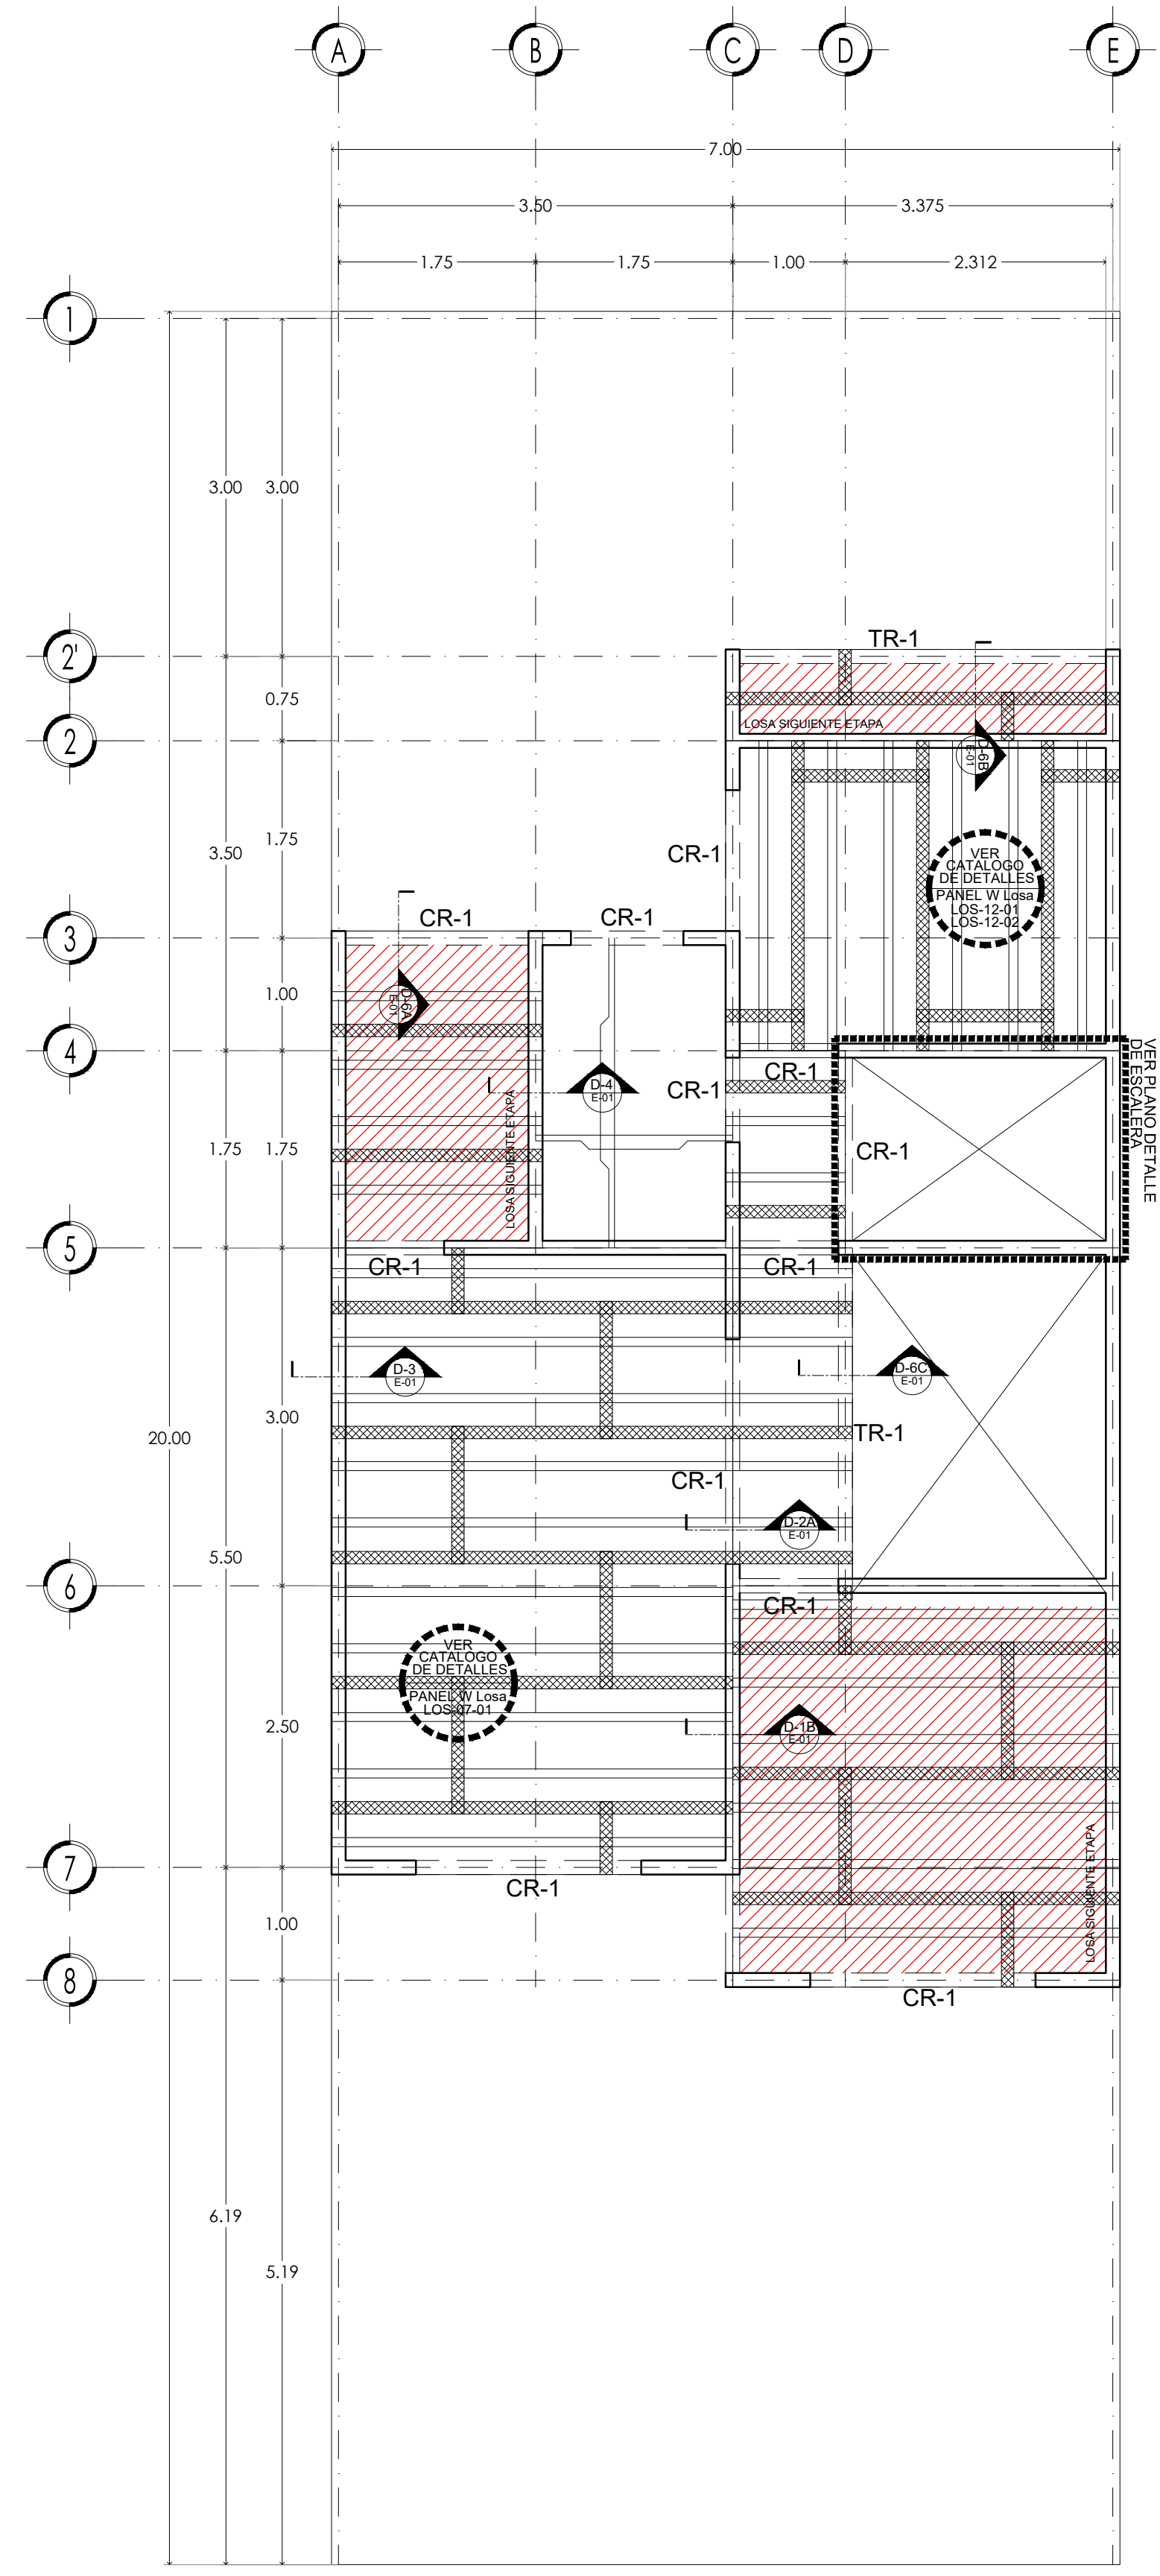 A B C D E
7.00
3.50 3.375
1.75 1.75 1.00 2.312
1
3.00 3.00
TR-1
2'
0.75
LOSA SIGUIENTE ETAPA
2
D-6B
E-01
1.75
3.50
CR-1
VER
CATALOGO
DE DETALLES
PANEL W Losa
LOS-12-01
LOS-12-02
CR-1 CR-1
3
1.00
D-6A
E-01
4
CR-1
CR-1
D-4
E-01
VER PLANO DETALLE
DE ESCALERA
1.75 1.75
CR-1
LOSA SIGUIENTE ETAPA
5
CR-1 CR-1
D-3
E-01
D-6C
E-01
3.00
20.00
TR-1
CR-1
D-2A
E-01
5.50
6
CR-1
VER
CATALOGO
DE DETALLES
PANEL W Losa
LOS-07-01
2.50
D-1B
E-01
LOSA SIGUIENTE ETAPA
7
CR-1
1.00
8
CR-1
6.19
5.19